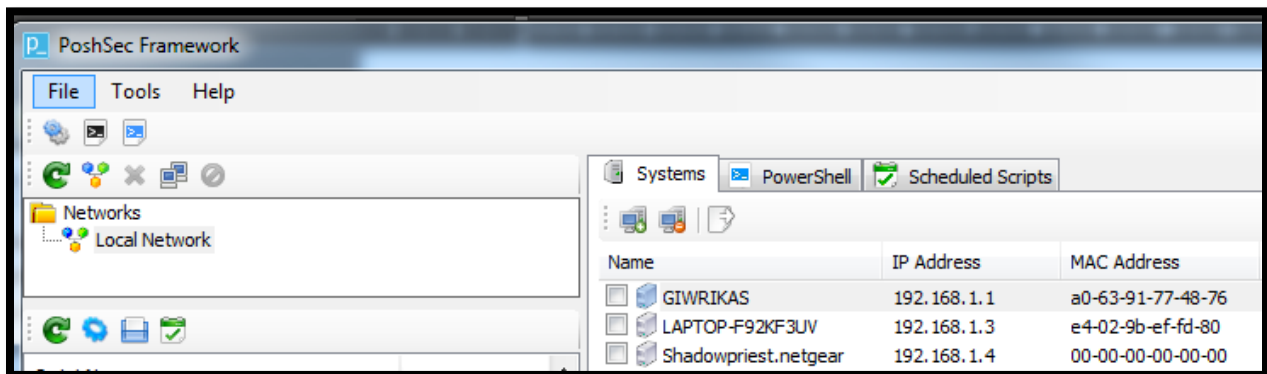 PoshSec Framework
File Tools Help
Systems PowerShell Scheduled Scripts
Networks
Local Network
Name IP Address MAC Address
GIWRIKAS 192.168.1.1 a0-63-91-77-48-76
LAPTOP-F92KF3UV 192.168.1.3 e4-02-9b-ef-fd-80
Shadowpriest.netgear 192.168.1.4 00-00-00-00-00-00